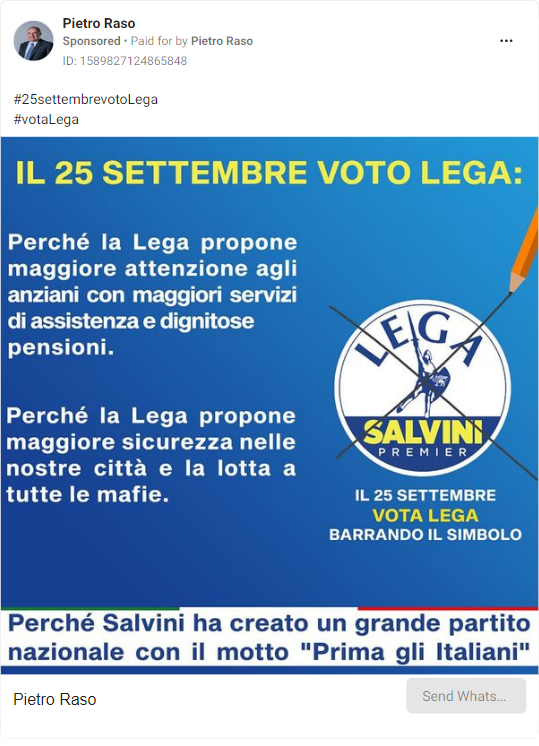 Pietro Raso
Sponsored • Paid for by Pietro Raso
ID: 1589827124865848
#25settembrevotoLega
#votaLega
IL 25 SETTEMBRE VOTO LEGA:
Perché la Lega propone
maggiore attenzione agli
anziani con maggiori servizi
di assistenza e dignitose
pensioni.
Perché la Lega propone
maggiore sicurezza nelle
nostre città e la lotta a
tutte le mafie.
LEGA
SALVINI
PREMIER
IL 25 SETTEMBRE
VOTA LEGA
BARRANDO IL SIMBOLO
Perché Salvini ha creato un grande partito
nazionale con il motto "Prima gli Italiani"
Pietro Raso
Send Whats...